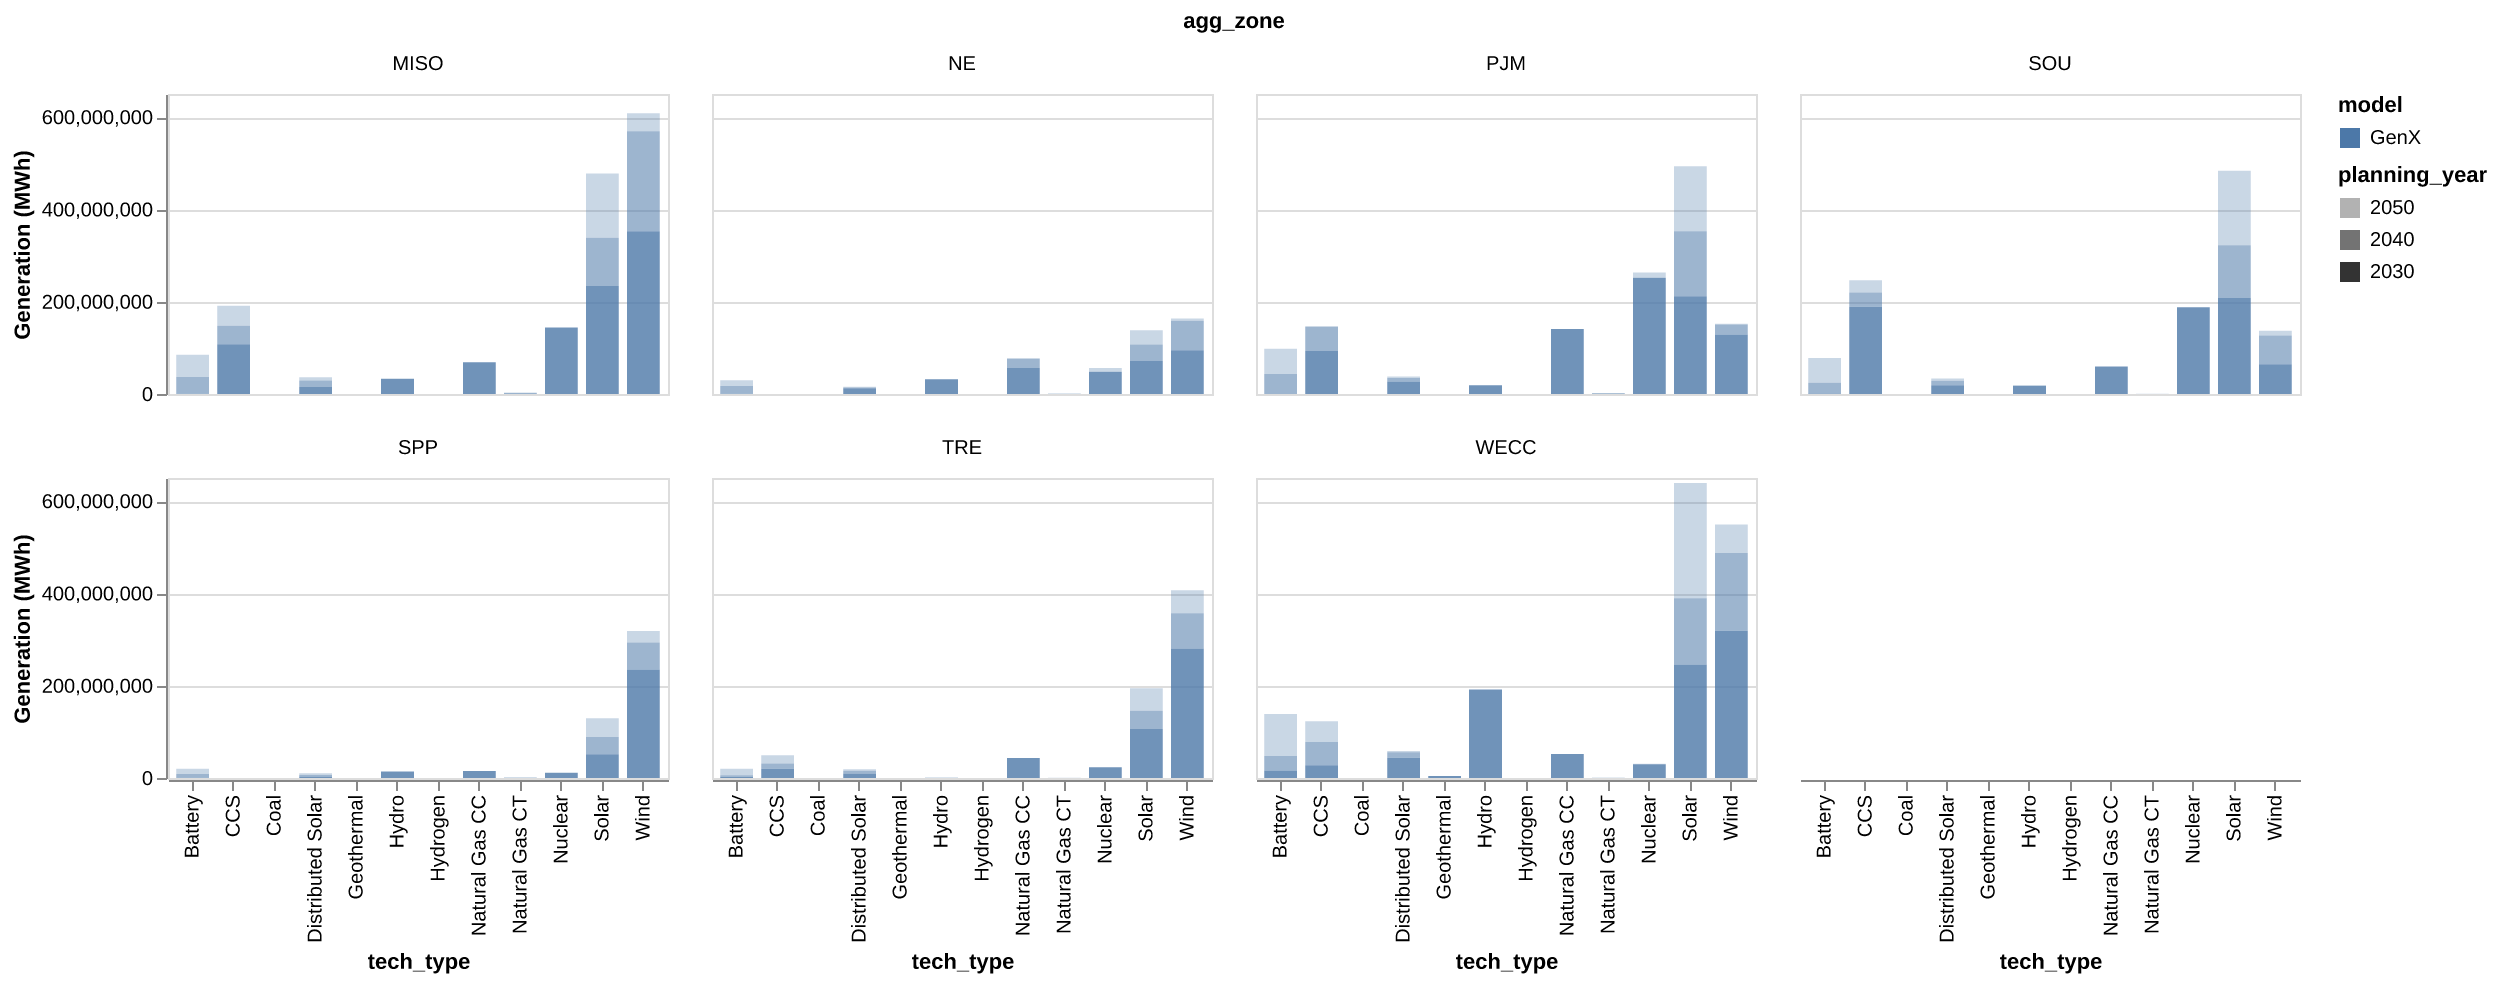 agg_zone
MISO
NE
PJM
SOU
Generation (MWh)
600,000,000
400,000,000
200,000,000
0
model
GenX
planning_year
2050
2040
2030
SPP
TRE
WECC
Generation (MWh)
600,000,000
400,000,000
200,000,000
0
Battery
CCS
Coal
Distributed Solar
Geothermal
Hydro
Hydrogen
Natural Gas CC
Natural Gas CT
Nuclear
Solar
Wind
tech_type
Battery
CCS
Coal
Distributed Solar
Geothermal
Hydro
Hydrogen
Natural Gas CC
Natural Gas CT
Nuclear
Solar
Wind
tech_type
Battery
CCS
Coal
Distributed Solar
Geothermal
Hydro
Hydrogen
Natural Gas CC
Natural Gas CT
Nuclear
Solar
Wind
tech_type
Battery
CCS
Coal
Distributed Solar
Geothermal
Hydro
Hydrogen
Natural Gas CC
Natural Gas CT
Nuclear
Solar
Wind
tech_type